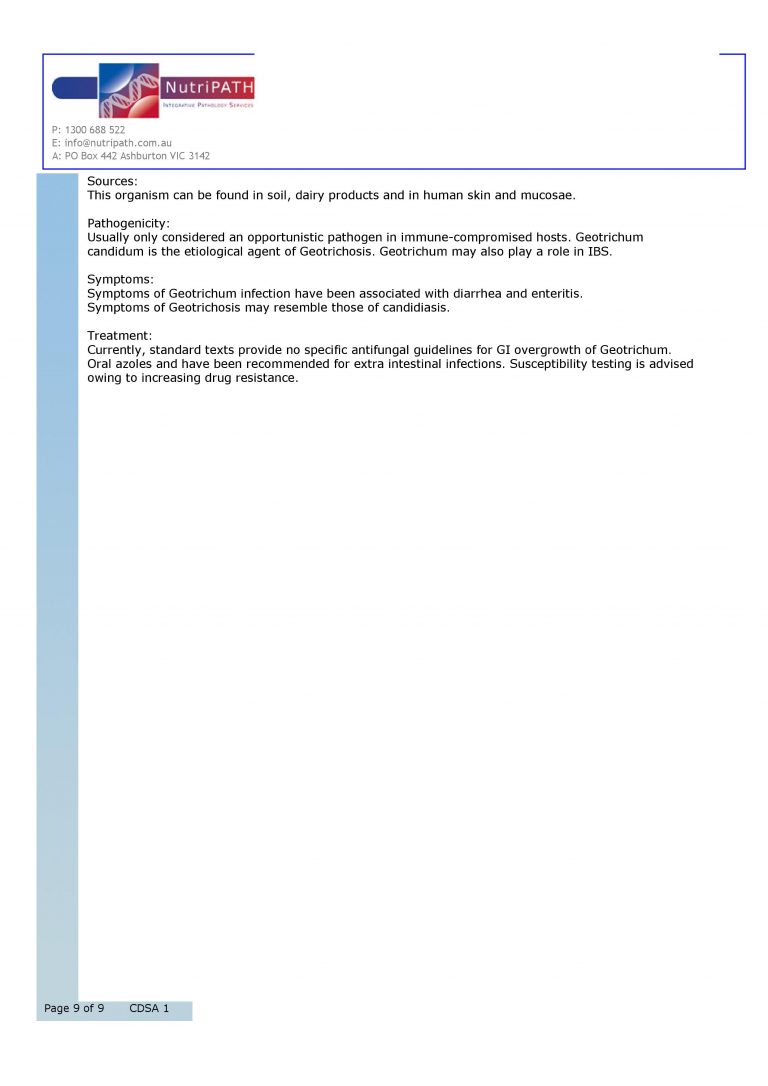 NutriPATH
INTEGRATIVE PATHOLOGY SERVICES
P: 1300 688 522
E: info@nutripath.com.au
A: PO Box 442 Ashburton VIC 3142
Sources:
This organism can be found in soil, dairy products and in human skin and mucosae.
Pathogenicity:
Usually only considered an opportunistic pathogen in immune-compromised hosts. Geotrichum
candidum is the etiological agent of Geotrichosis. Geotrichum may also play a role in IBS.
Symptoms:
Symptoms of Geotrichum infection have been associated with diarrhea and enteritis.
Symptoms of Geotrichosis may resemble those of candidiasis.
Treatment:
Currently, standard texts provide no specific antifungal guidelines for GI overgrowth of Geotrichum.
Oral azoles and have been recommended for extra intestinal infections. Susceptibility testing is advised
owing to increasing drug resistance.
Page 9 of 9 CDSA 1